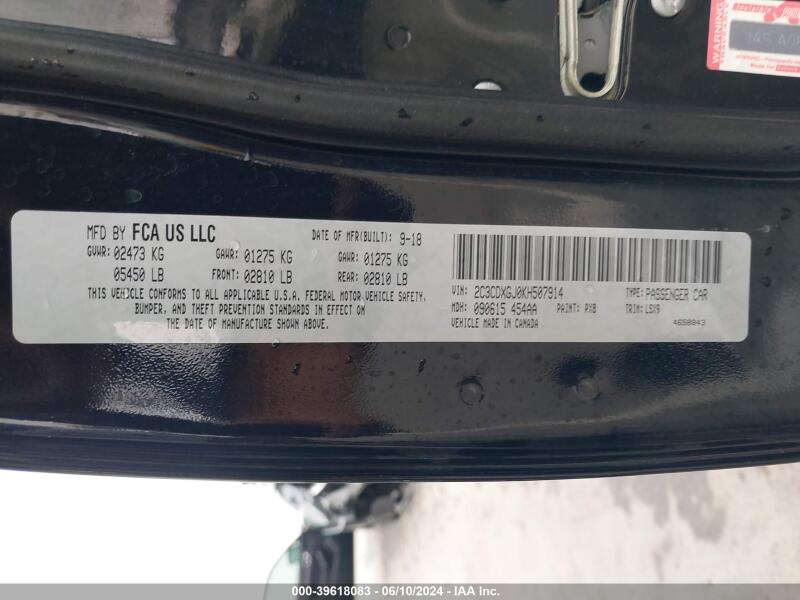 WARNING
145 40
MFD BY FCA US LLC
DATE OF MFR(BUILT): 9-18
GVWR: 02473 KG GAWR: 01275 KG GAWR: 01275 KG
05450 LB FRONT: 02810 LB REAR: 02810 LB
THIS VEHICLE CONFORMS TO ALL APPLICABLE U.S.A. FEDERAL MOTOR VEHICLE SAFETY,
BUMPER, AND THEFT PREVENTION STANDARDS IN EFFECT ON
THE DATE OF MANUFACTURE SHOWN ABOVE.
VIN: 2C3CDXGJ0KH507914 TYPE: PASSENGER CAR
MDH: 090615 454AA PAINT: PX8 TRIM: LSX9
VEHICLE MADE IN CANADA 4658843
000-39618083 - 06/10/2024 - IAA Inc.